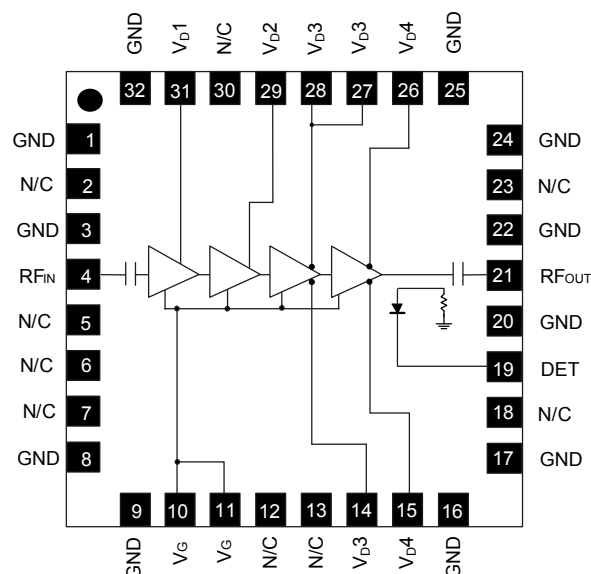 GND VD1 N/C VD2 VD3 VD3 VD4 GND
32 31 30 29 28 27 26 25
GND 1 24 GND
N/C 2 23 N/C
GND 3 22 GND
RFIN 4 21 RFOUT
N/C 5 20 GND
N/C 6 19 DET
N/C 7 18 N/C
GND 8 17 GND
9 10 11 12 13 14 15 16
GND VG VG N/C N/C VD3 VD4 GND